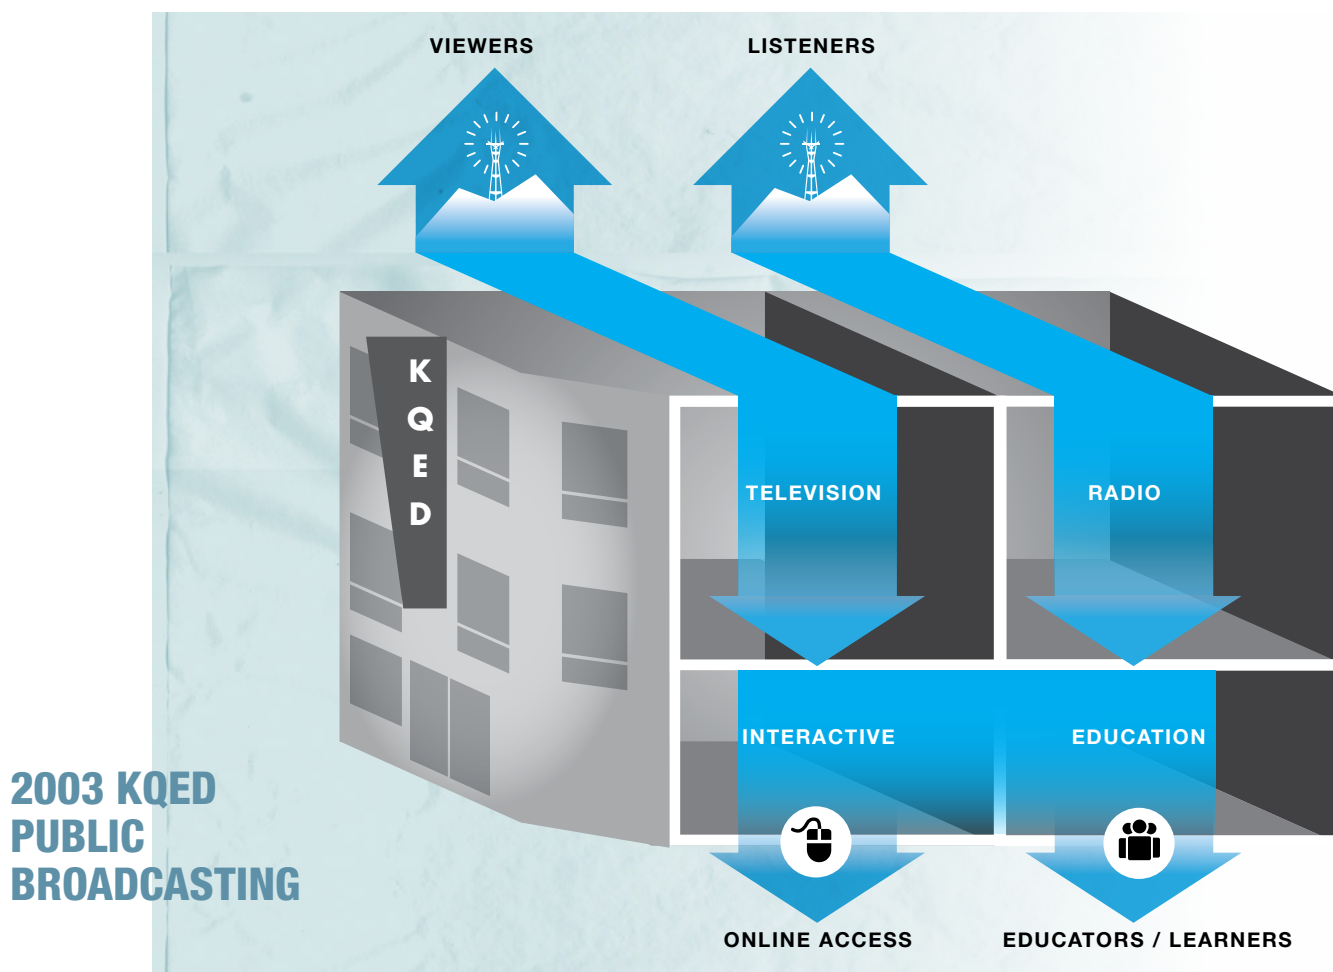 VIEWERS
LISTENERS
K
Q
E
D
TELEVISION
RADIO
INTERACTIVE
EDUCATION
2003 KQED
PUBLIC
BROADCASTING
ONLINE ACCESS
EDUCATORS / LEARNERS